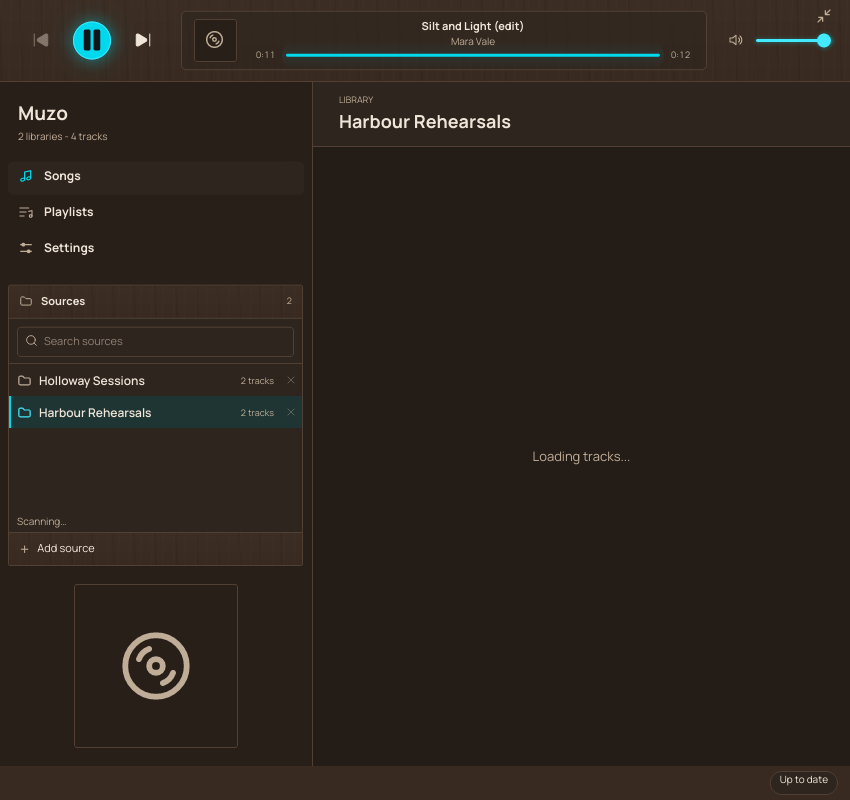 Silt and Light (edit)
Mara Vale
0:11
0:12
Muzo
2 libraries - 4 tracks
Songs
Playlists
Settings
Sources
2
Search sources
Holloway Sessions
2 tracks
Harbour Rehearsals
2 tracks
Scanning...
Add source
LIBRARY
Harbour Rehearsals
Loading tracks...
Up to date